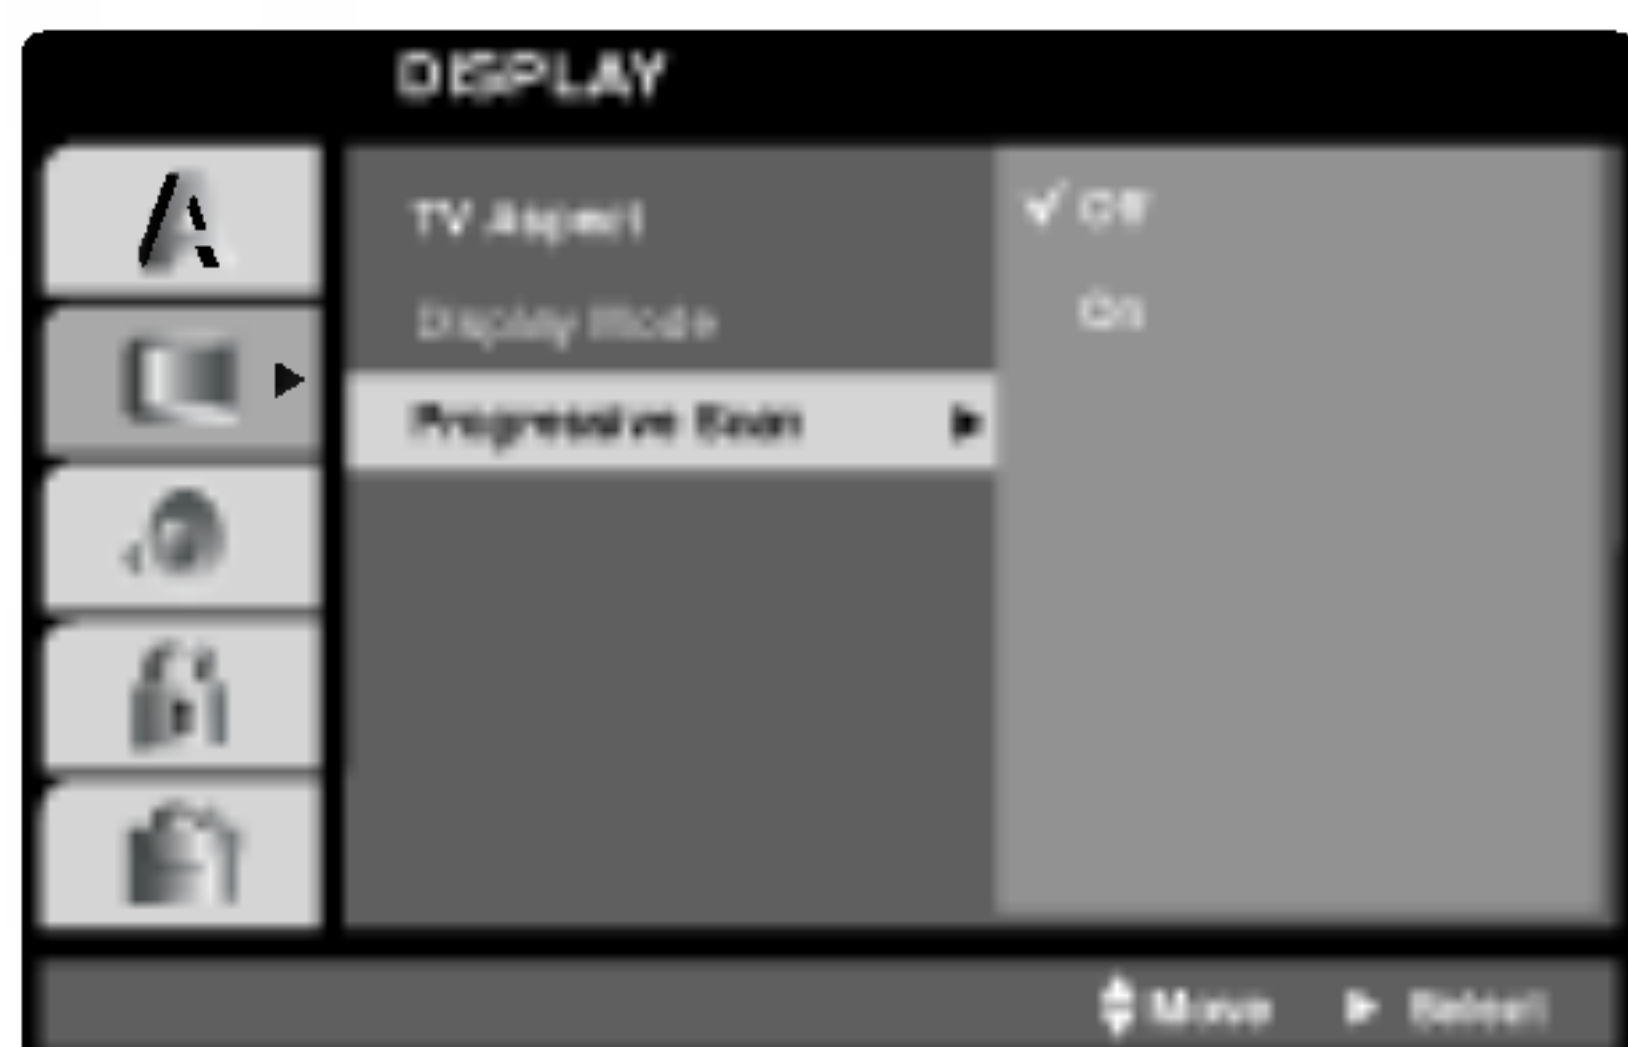 DISPLAY
TV Aspect
Display Mode
Progressive Scan
✓ Off
On
Move
Select